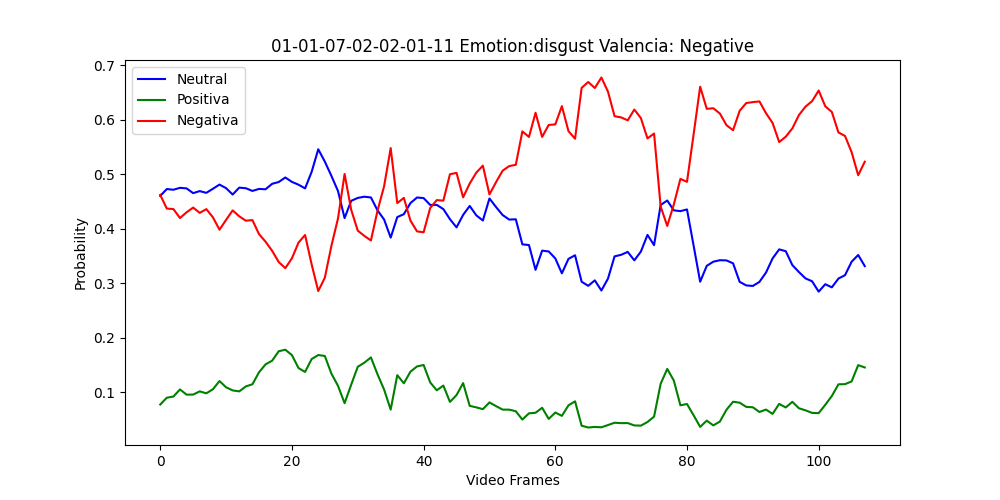 01-01-07-02-02-01-11 Emotion:disgust Valencia: Negative
Neutral
Positiva
Negativa
0.7
0.6
0.5
0.4
0.3
0.2
0.1
Probability
0 20 40 60 80 100
Video Frames